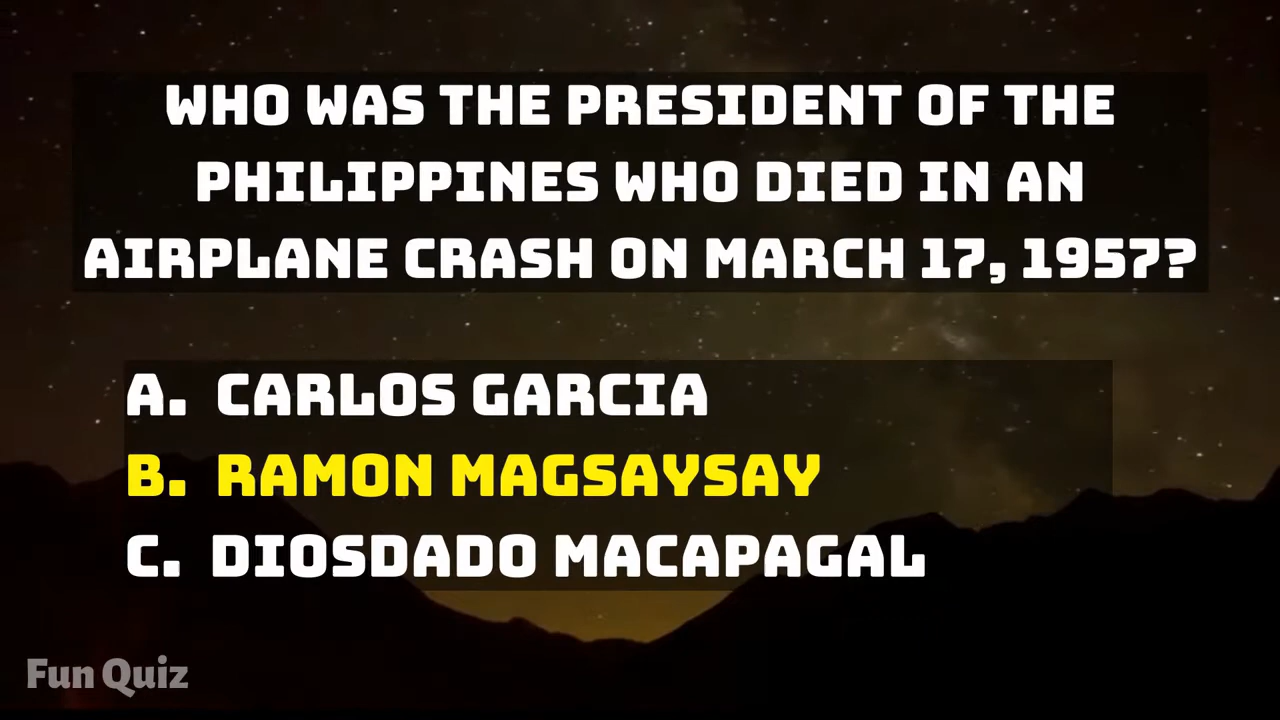 WHO WAS THE PRESIDENT OF THE
PHILIPPINES WHO DIED IN AN
AIRPLANE CRASH ON MARCH 17, 1957?
A. CARLOS GARCIA
B. RAMON MAGSAYSAY
C. DIOSDADO MACAPAGAL
Fun Quiz